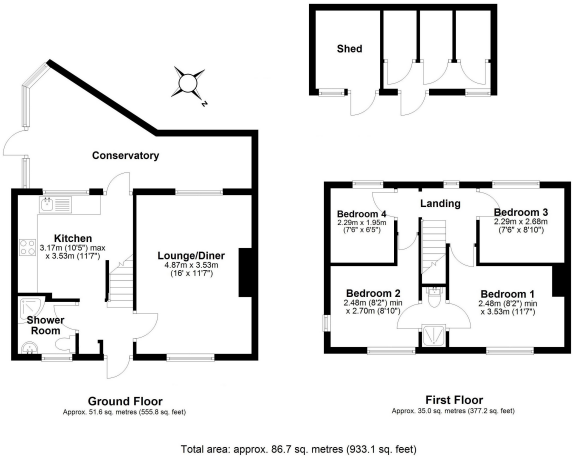 Shed
N
Conservatory
Kitchen
3.17m (10'5") max
x 3.53m (11'7")
Lounge/Diner
4.87m x 3.53m
(16' x 11'7")
Shower
Room
Ground Floor
Approx. 51.6 sq. metres (555.8 sq. feet)
Landing
Bedroom 4
2.29m x 1.95m
(7'6" x 6'5")
Bedroom 3
2.29m x 2.68m
(7'6" x 8'10")
Bedroom 2
2.48m (8'2") min
x 2.70m (8'10")
Bedroom 1
2.48m (8'2") min
x 3.53m (11'7")
First Floor
Approx. 35.0 sq. metres (377.2 sq. feet)
Total area: approx. 86.7 sq. metres (933.1 sq. feet)